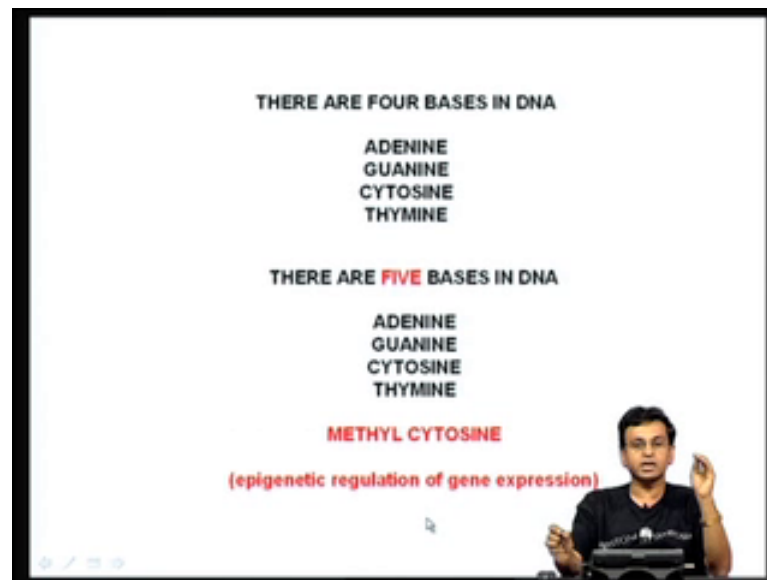 THERE ARE FOUR BASES IN DNA
ADENINE
GUANINE
CYTOSINE
THYMINE
THERE ARE FIVE BASES IN DNA
ADENINE
GUANINE
CYTOSINE
THYMINE
METHYL CYTOSINE
(epigenetic regulation of gene expression)